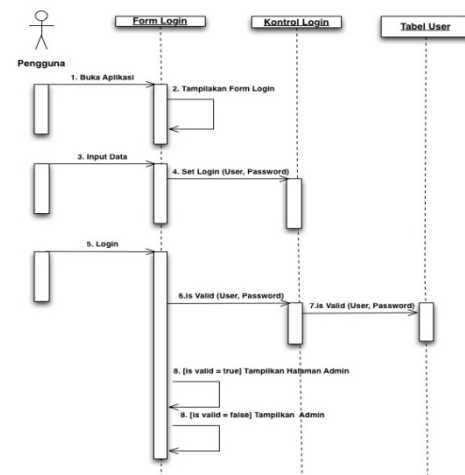 Form Login
Kontrol Login
Tabel User
Pengguna
1. Buka Aplikasi
2. Tampilakan Form Login
3. Input Data
4. Set Login (User, Password)
5. Login
6.is Valid (User, Password)
7.is Valid (User, Password)
8. [is valid = true] Tampilkan Halaman Admin
8. [is valid = false] Tampilkan Admin